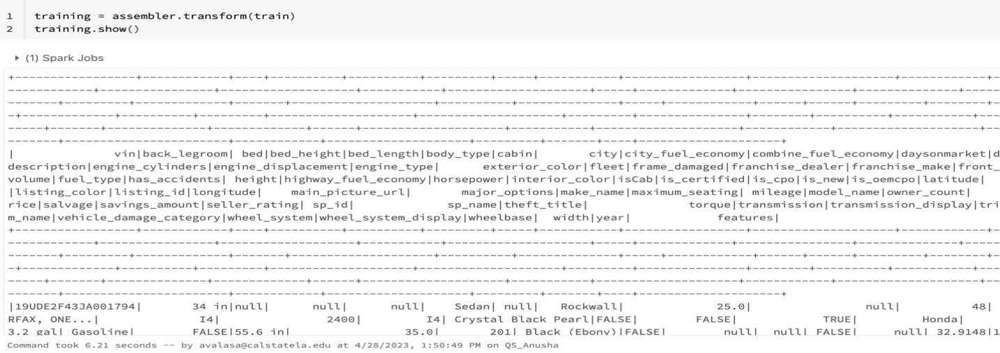 1 training = assembler.transform(train)
2 training.show()
(1) Spark Jobs
| vin|back_legroom| bed|bed_height|bed_length|body_type|cabin| city|city_fuel_economy|combine_fuel_economy|daysonmarket|d
description|engine_cylinders|engine_displacement|engine_type| exterior_color|fleet|frame_damaged|franchise_dealer|franchise_make|front_
volume|fuel_type|has_accidents| height|highway_fuel_economy|horsepower|interior_color|isCab|is_certified|is_cpo|is_new|is_oemcpo|latitude|
|listing_color|listing_id|longitude| main_picture_url| major_options|make_name|maximum_seating| mileage|model_name|owner_count|
rice|salvage|savings_amount|seller_rating| sp_id| sp_name|theft_title| torque|transmission|transmission_display|tri
m_name|vehicle_damage_category|wheel_system|wheel_system_display|wheelbase| width|year| features|
|19UDE2F43JA001794| 34 in|null| null| null| Sedan| null| Rockwall| 25.0| null| 48|
RFAX, ONE...| I4| 2400| I4| Crystal Black Pearl|FALSE| FALSE| TRUE| Honda|
3.2 gal| Gasoline| FALSE|55.6 in| 35.0| 201| Black (Ebony)|FALSE| null| null| FALSE| null| 32.9148|1
Command took 6.21 seconds -- by avalasa@calstatela.edu at 4/28/2023, 1:50:49 PM on QS_Anusha